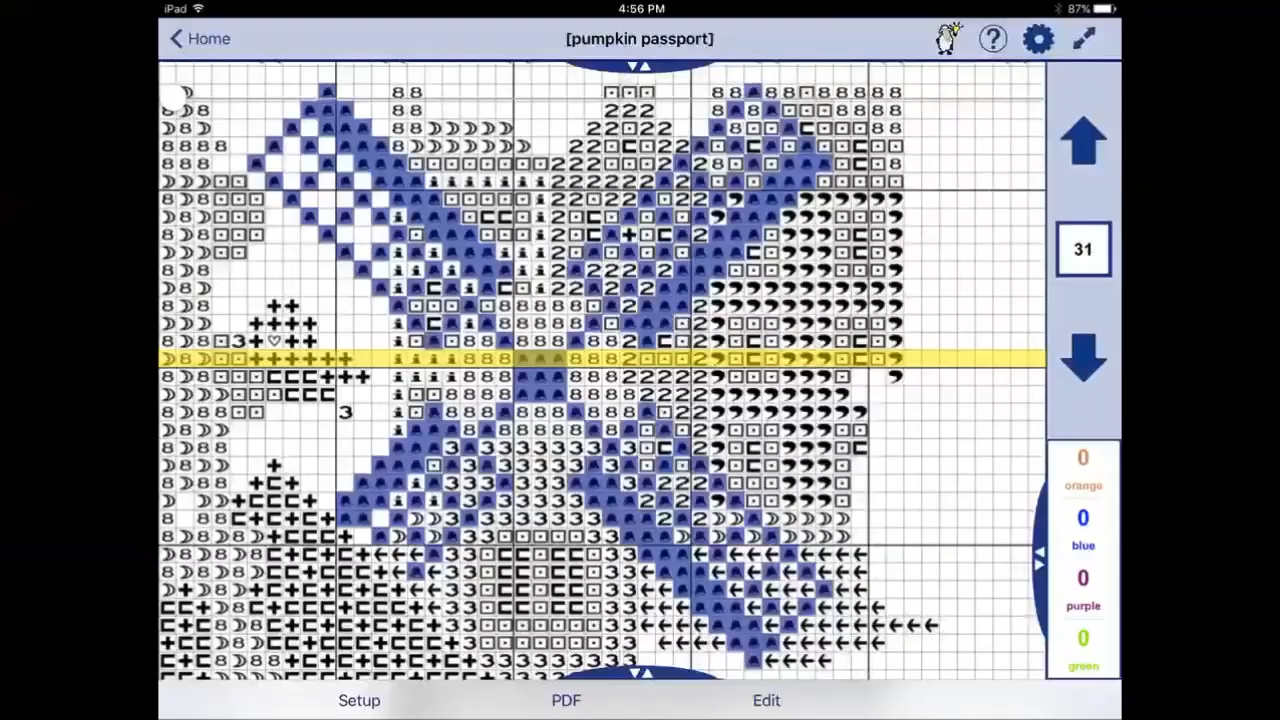 iPad 4:56 PM 87%
Home [pumpkin passport] ?
31
0
orange
0
blue
0
purple
0
green
Setup PDF Edit